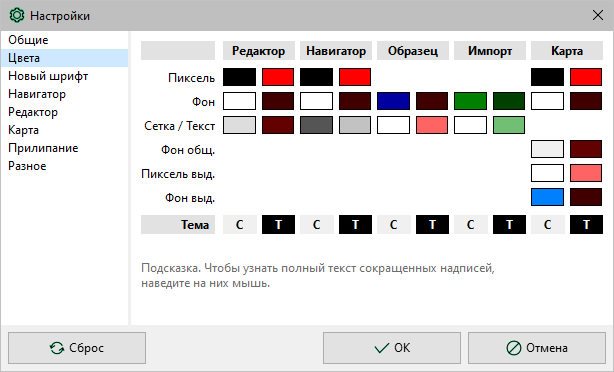 Настройки
Общие
Цвета
Новый шрифт
Навигатор
Редактор
Карта
Прилипание
Разное
Редактор Навигатор Образец Импорт Карта
Пиксель
Фон
Сетка / Текст
Фон общ.
Пиксель выд.
Фон выд.
Тема С Т С Т С Т С Т С Т
Подсказка. Чтобы узнать полный текст сокращенных надписей,
наведите на них мышь.
Сброс ОК Отмена